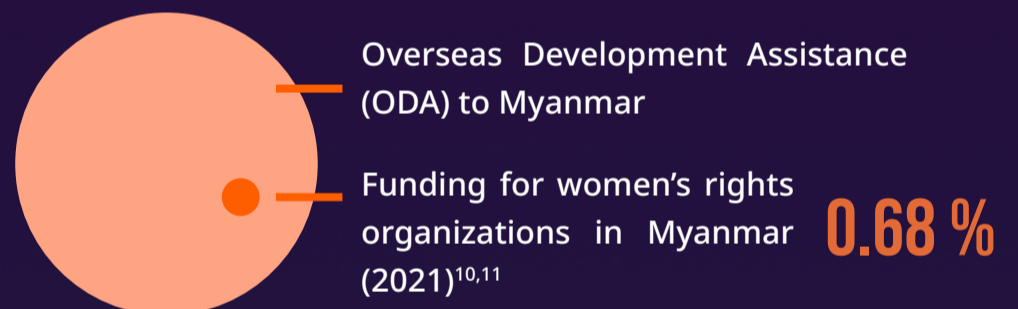 Overseas Development Assistance
(ODA) to Myanmar
Funding for women’s rights
organizations in Myanmar
(2021)10,11
0.68 %